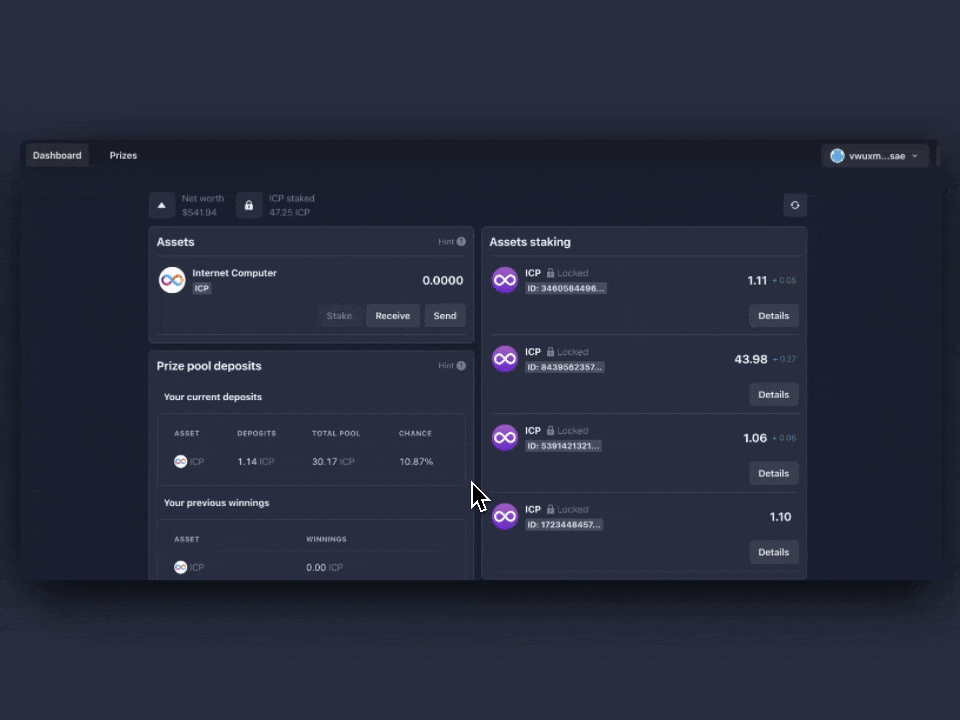 Dashboard
Prizes
vwuxm...sae
Net worth
$541.94
ICP staked
47.25 ICP
Assets
Hint ?
Internet Computer
ICP
0.0000
Stake
Receive
Send
Prize pool deposits
Hint ?
Your current deposits
ASSET DEPOSITS TOTAL POOL CHANCE
ICP 1.14 ICP 30.17 ICP 10.87%
Your previous winnings
ASSET WINNINGS
ICP 0.00 ICP
Assets staking
ICP Locked
ID: 3460584496...
1.11 + 0.05
Details
ICP Locked
ID: 8439562357...
43.98 + 0.27
Details
ICP Locked
ID: 5391421321...
1.06 + 0.06
Details
ICP Locked
ID: 1723448457...
1.10
Details